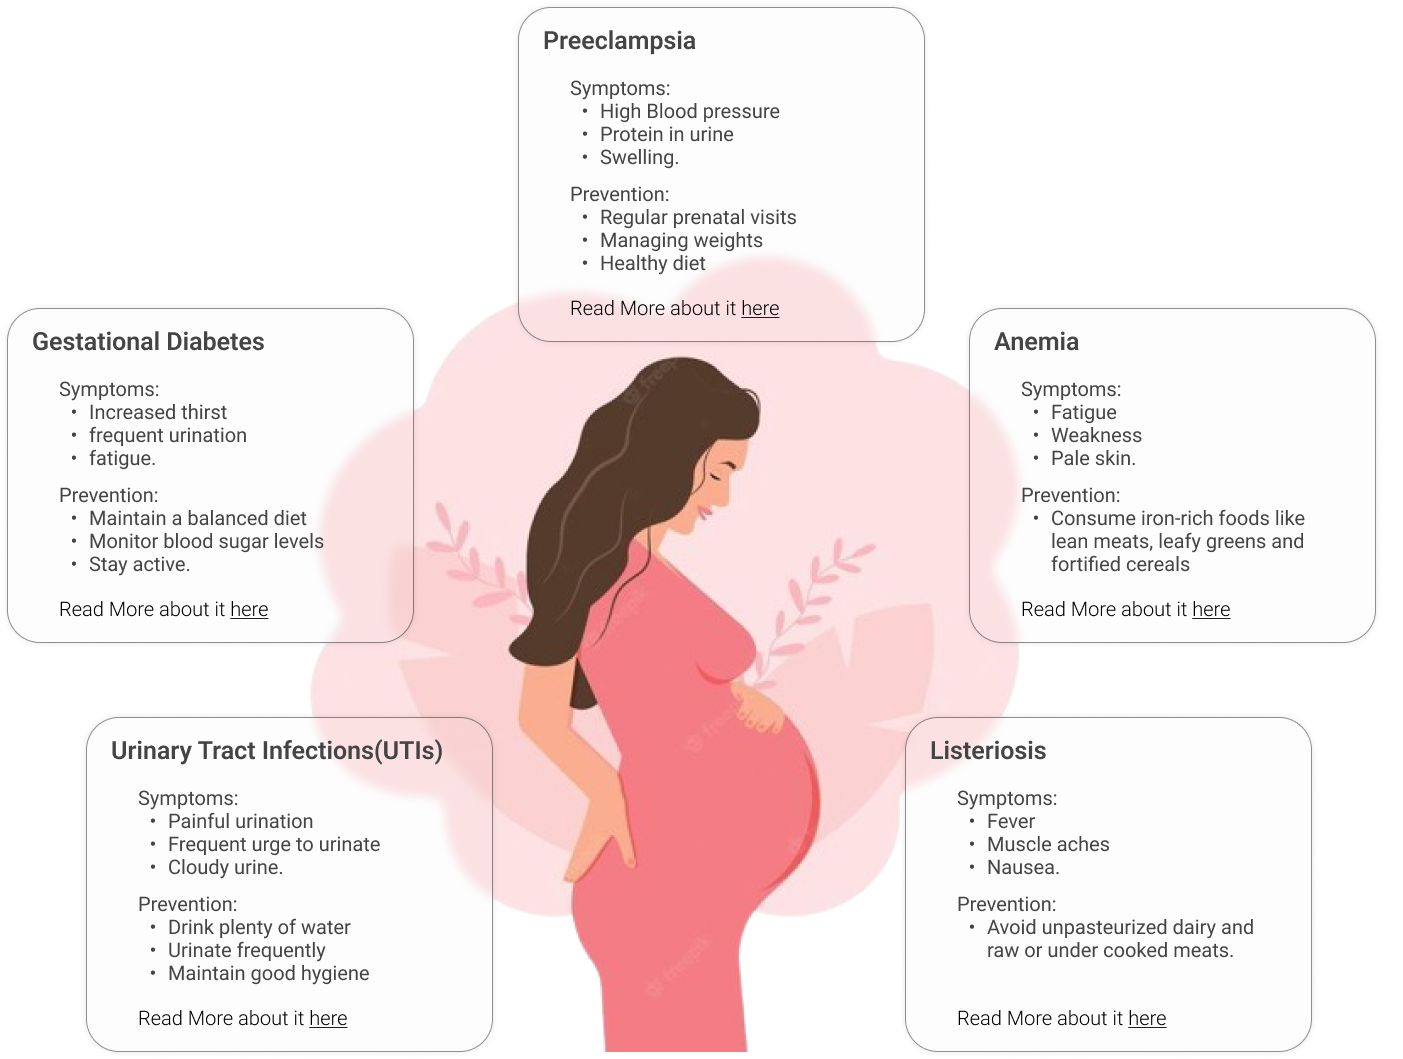 Preeclampsia
Symptoms:
• High Blood pressure
• Protein in urine
• Swelling.
Prevention:
• Regular prenatal visits
• Managing weights
• Healthy diet
Read More about it here
Gestational Diabetes
Symptoms:
• Increased thirst
• frequent urination
• fatigue.
Prevention:
• Maintain a balanced diet
• Monitor blood sugar levels
• Stay active.
Read More about it here
Anemia
Symptoms:
• Fatigue
• Weakness
• Pale skin.
Prevention:
• Consume iron-rich foods like
lean meats, leafy greens and
fortified cereals
Read More about it here
Urinary Tract Infections(UTIs)
Symptoms:
• Painful urination
• Frequent urge to urinate
• Cloudy urine.
Prevention:
• Drink plenty of water
• Urinate frequently
• Maintain good hygiene
Read More about it here
Listeriosis
Symptoms:
• Fever
• Muscle aches
• Nausea.
Prevention:
• Avoid unpasteurized dairy and
raw or under cooked meats.
Read More about it here
freepik
freepik
freepik
freepik